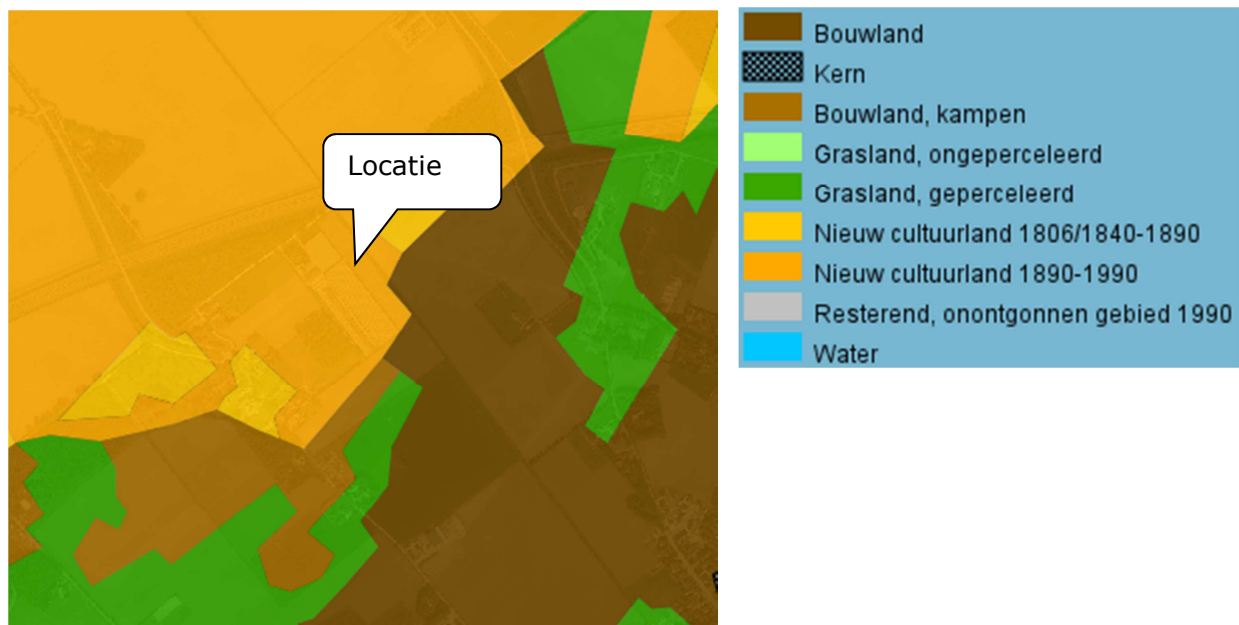 Locatie
Bouwland
Kern
Bouwland, kampen
Grasland, ongeperceleerd
Grasland, geperceleerd
Nieuw cultuurland 1806/1840-1890
Nieuw cultuurland 1890-1990
Resterend, onontgonnen gebied 1990
Water